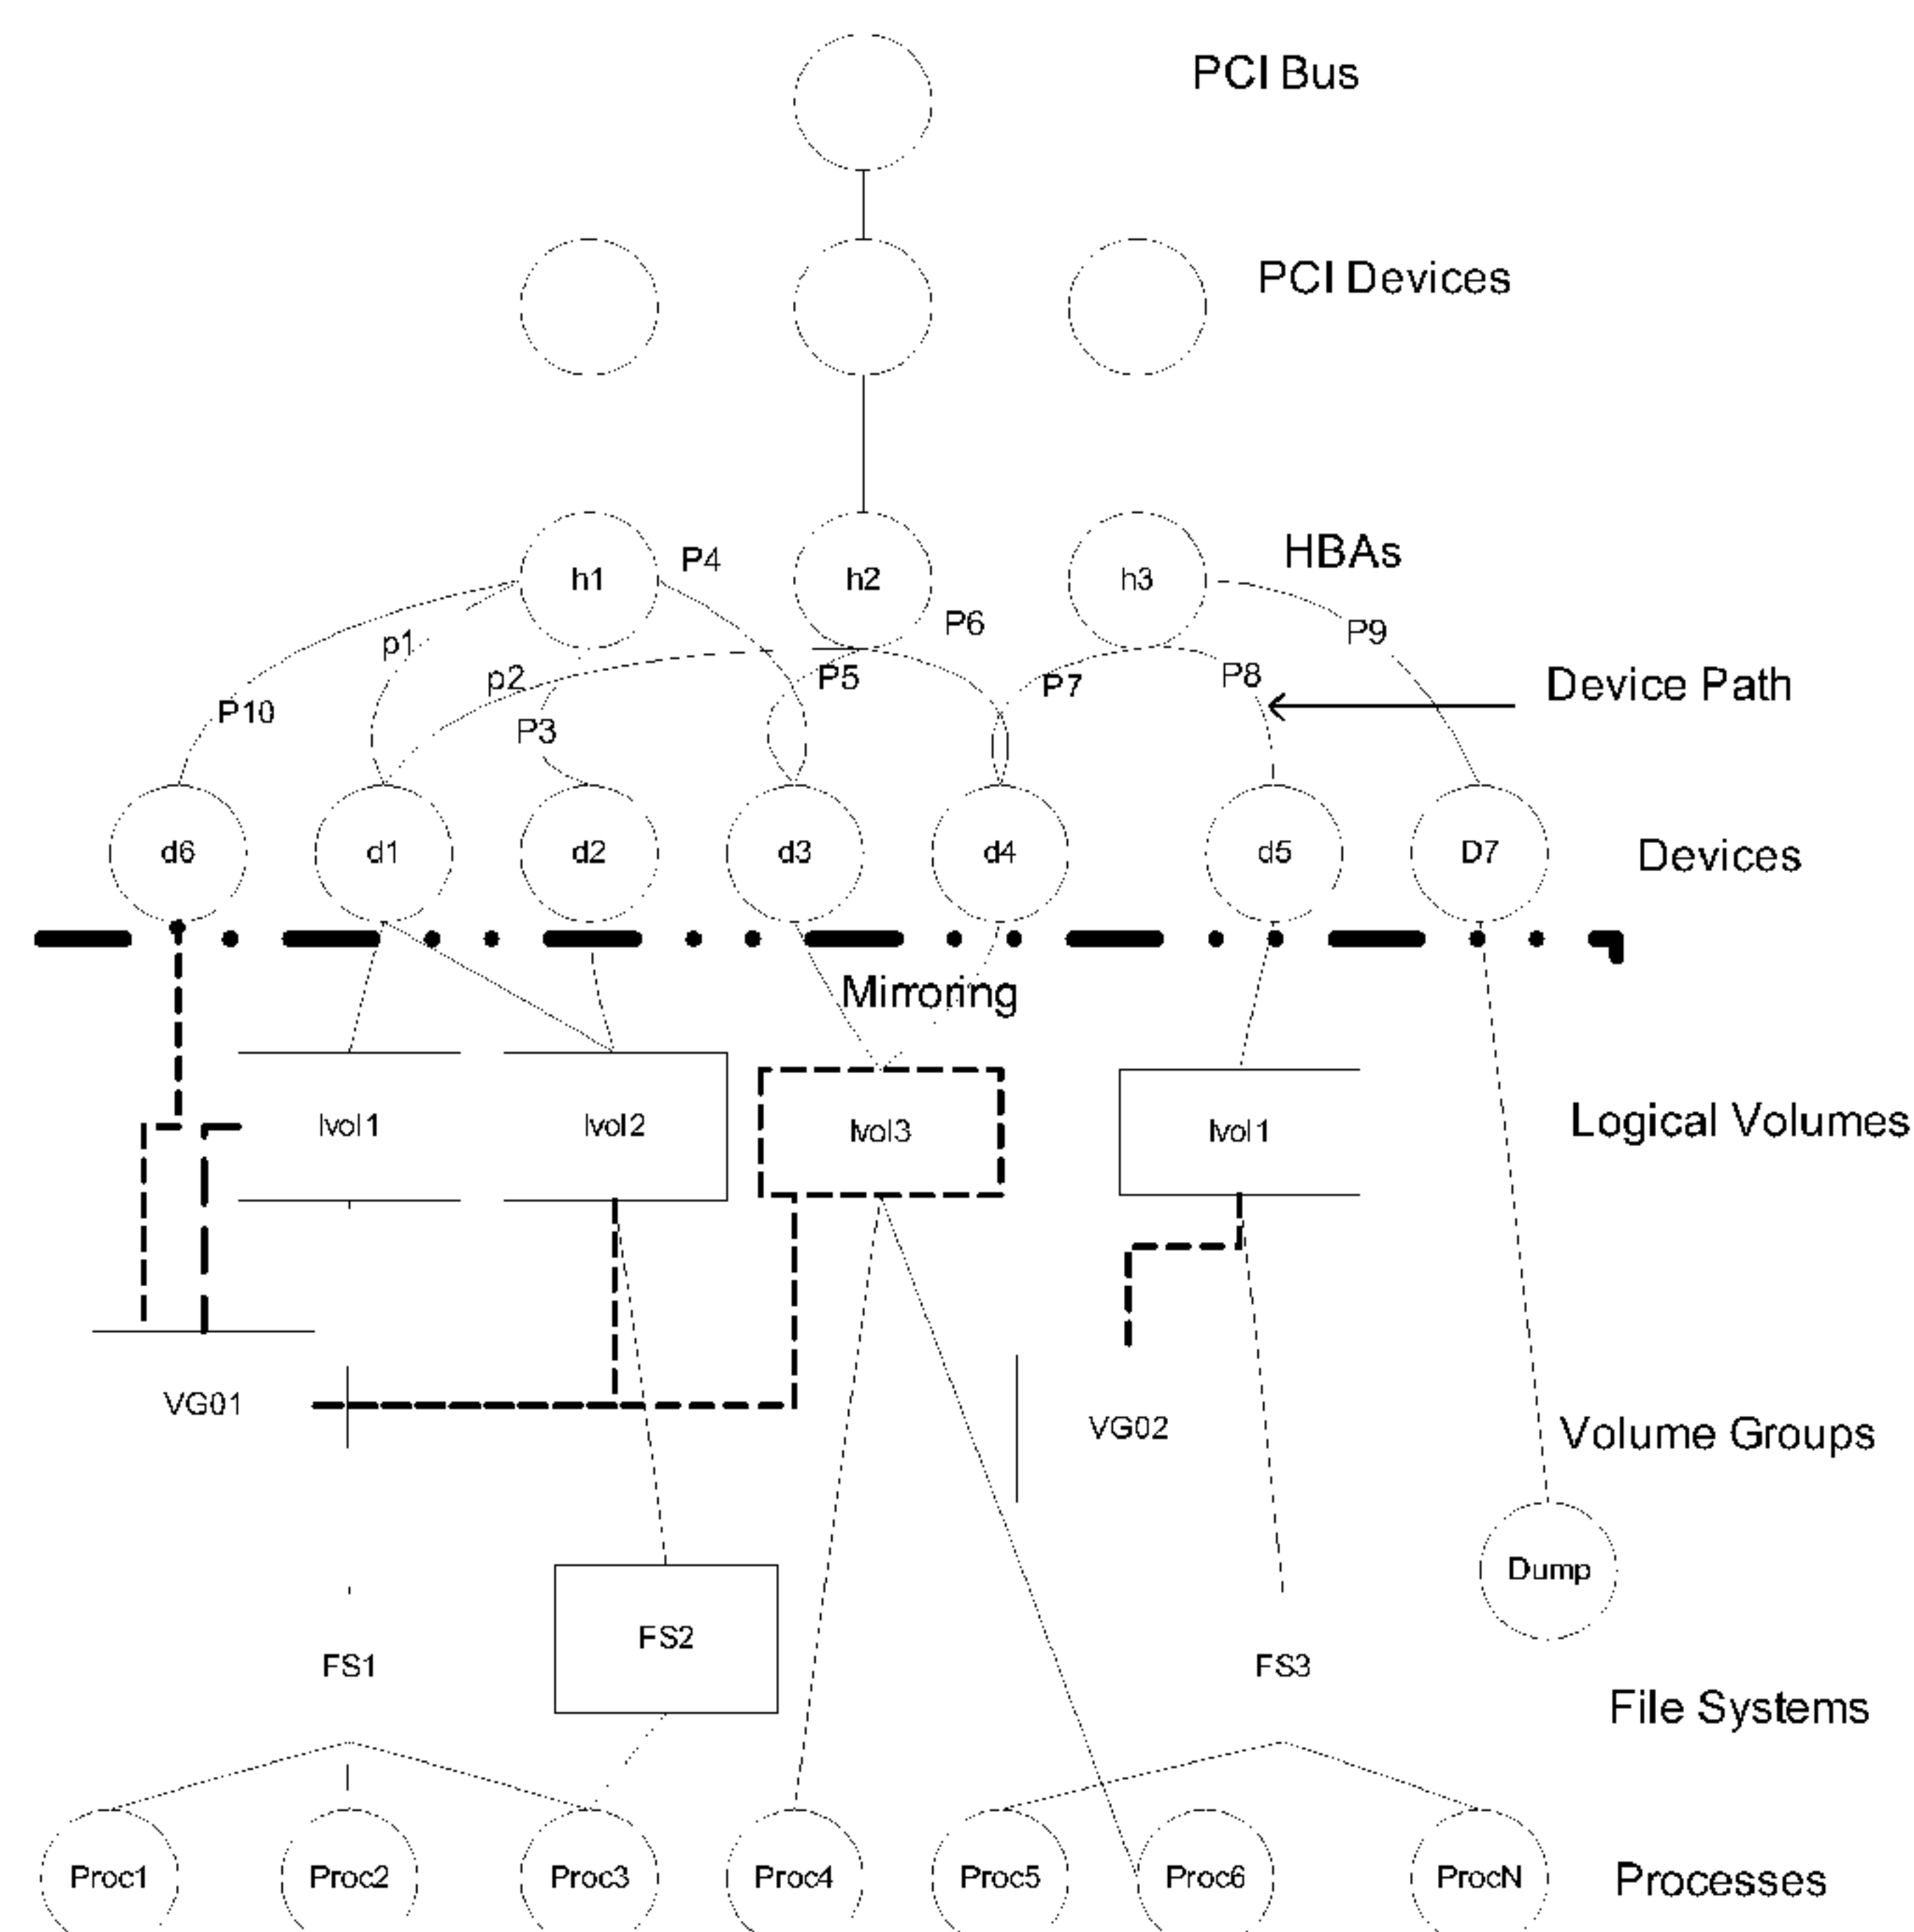 PCI Bus
PCI Devices
HBAs
h1
P4
h2
h3
P6
P9
p1
p2
P5
P7
P8
Device Path
P10
P3
d6
d1
d2
d3
d4
d5
D7
Devices
Mirroring
lvol1
lvol2
lvol3
lvol1
Logical Volumes
VG01
VG02
Volume Groups
Dump
FS1
FS2
FS3
File Systems
Proc1
Proc2
Proc3
Proc4
Proc5
Proc6
ProcN
Processes